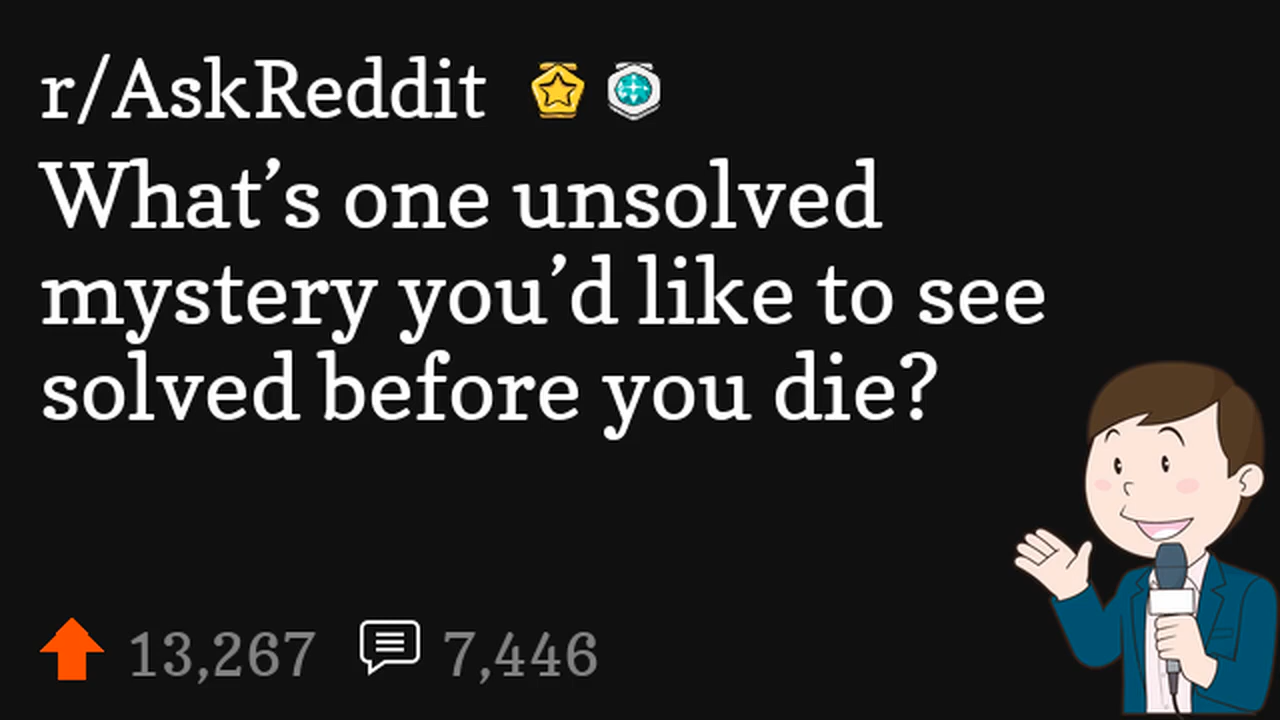 r/AskReddit
What’s one unsolved
mystery you’d like to see
solved before you die?
13,267 7,446